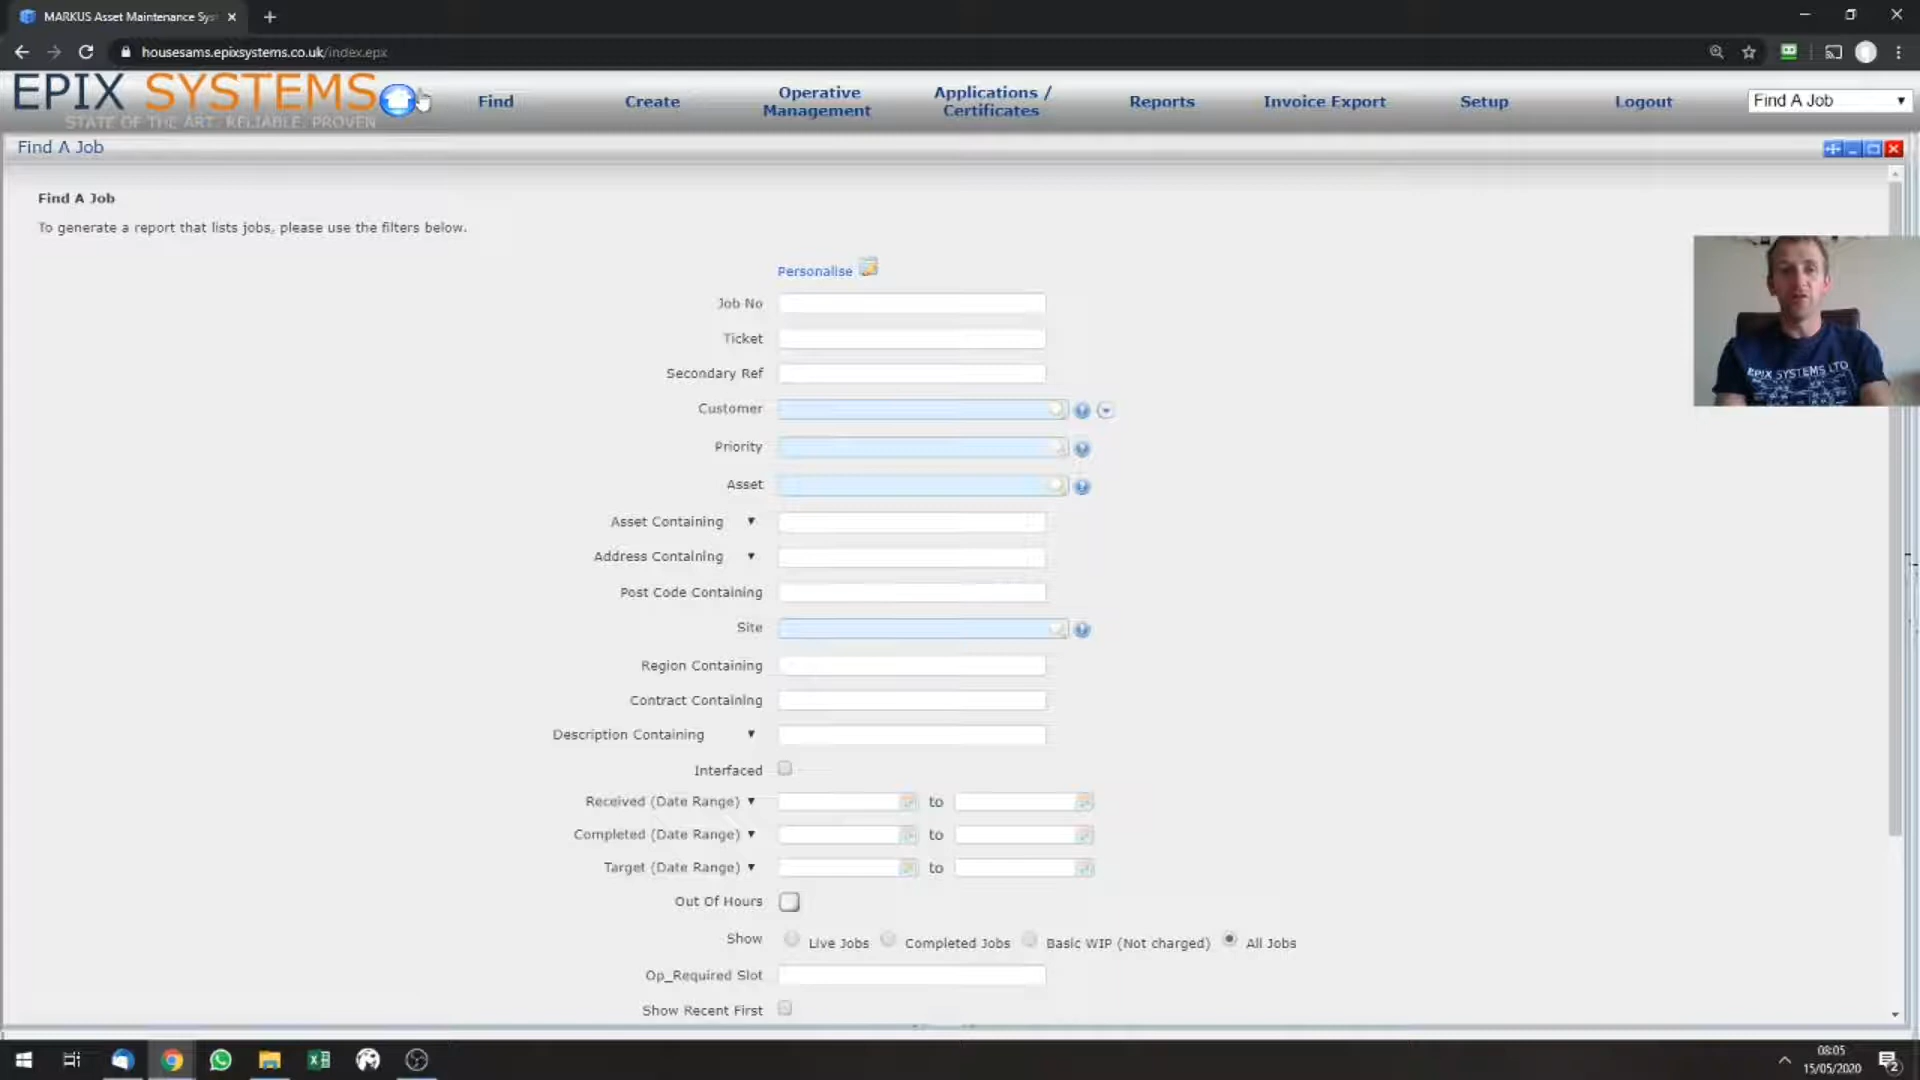 MARKUS Asset Maintenance Sys
housesams.epixsystems.co.uk/index.epx
EPIX SYSTEMS
STATE OF THE ART. RELIABLE. PROVEN
Find
Create
Operative
Management
Applications /
Certificates
Reports
Invoice Export
Setup
Logout
Find A Job
Find A Job
Find A Job
To generate a report that lists jobs, please use the filters below.
Personalise
Job No
Ticket
Secondary Ref
Customer
Priority
Asset
Asset Containing
Address Containing
Post Code Containing
Site
Region Containing
Contract Containing
Description Containing
Interfaced
Received (Date Range) to
Completed (Date Range) to
Target (Date Range) to
Out Of Hours
Show Live Jobs Completed Jobs Basic WIP (Not charged) All Jobs
Op_Required Slot
Show Recent First
EPIX SYSTEMS LTD
08:05
15/05/2020
2